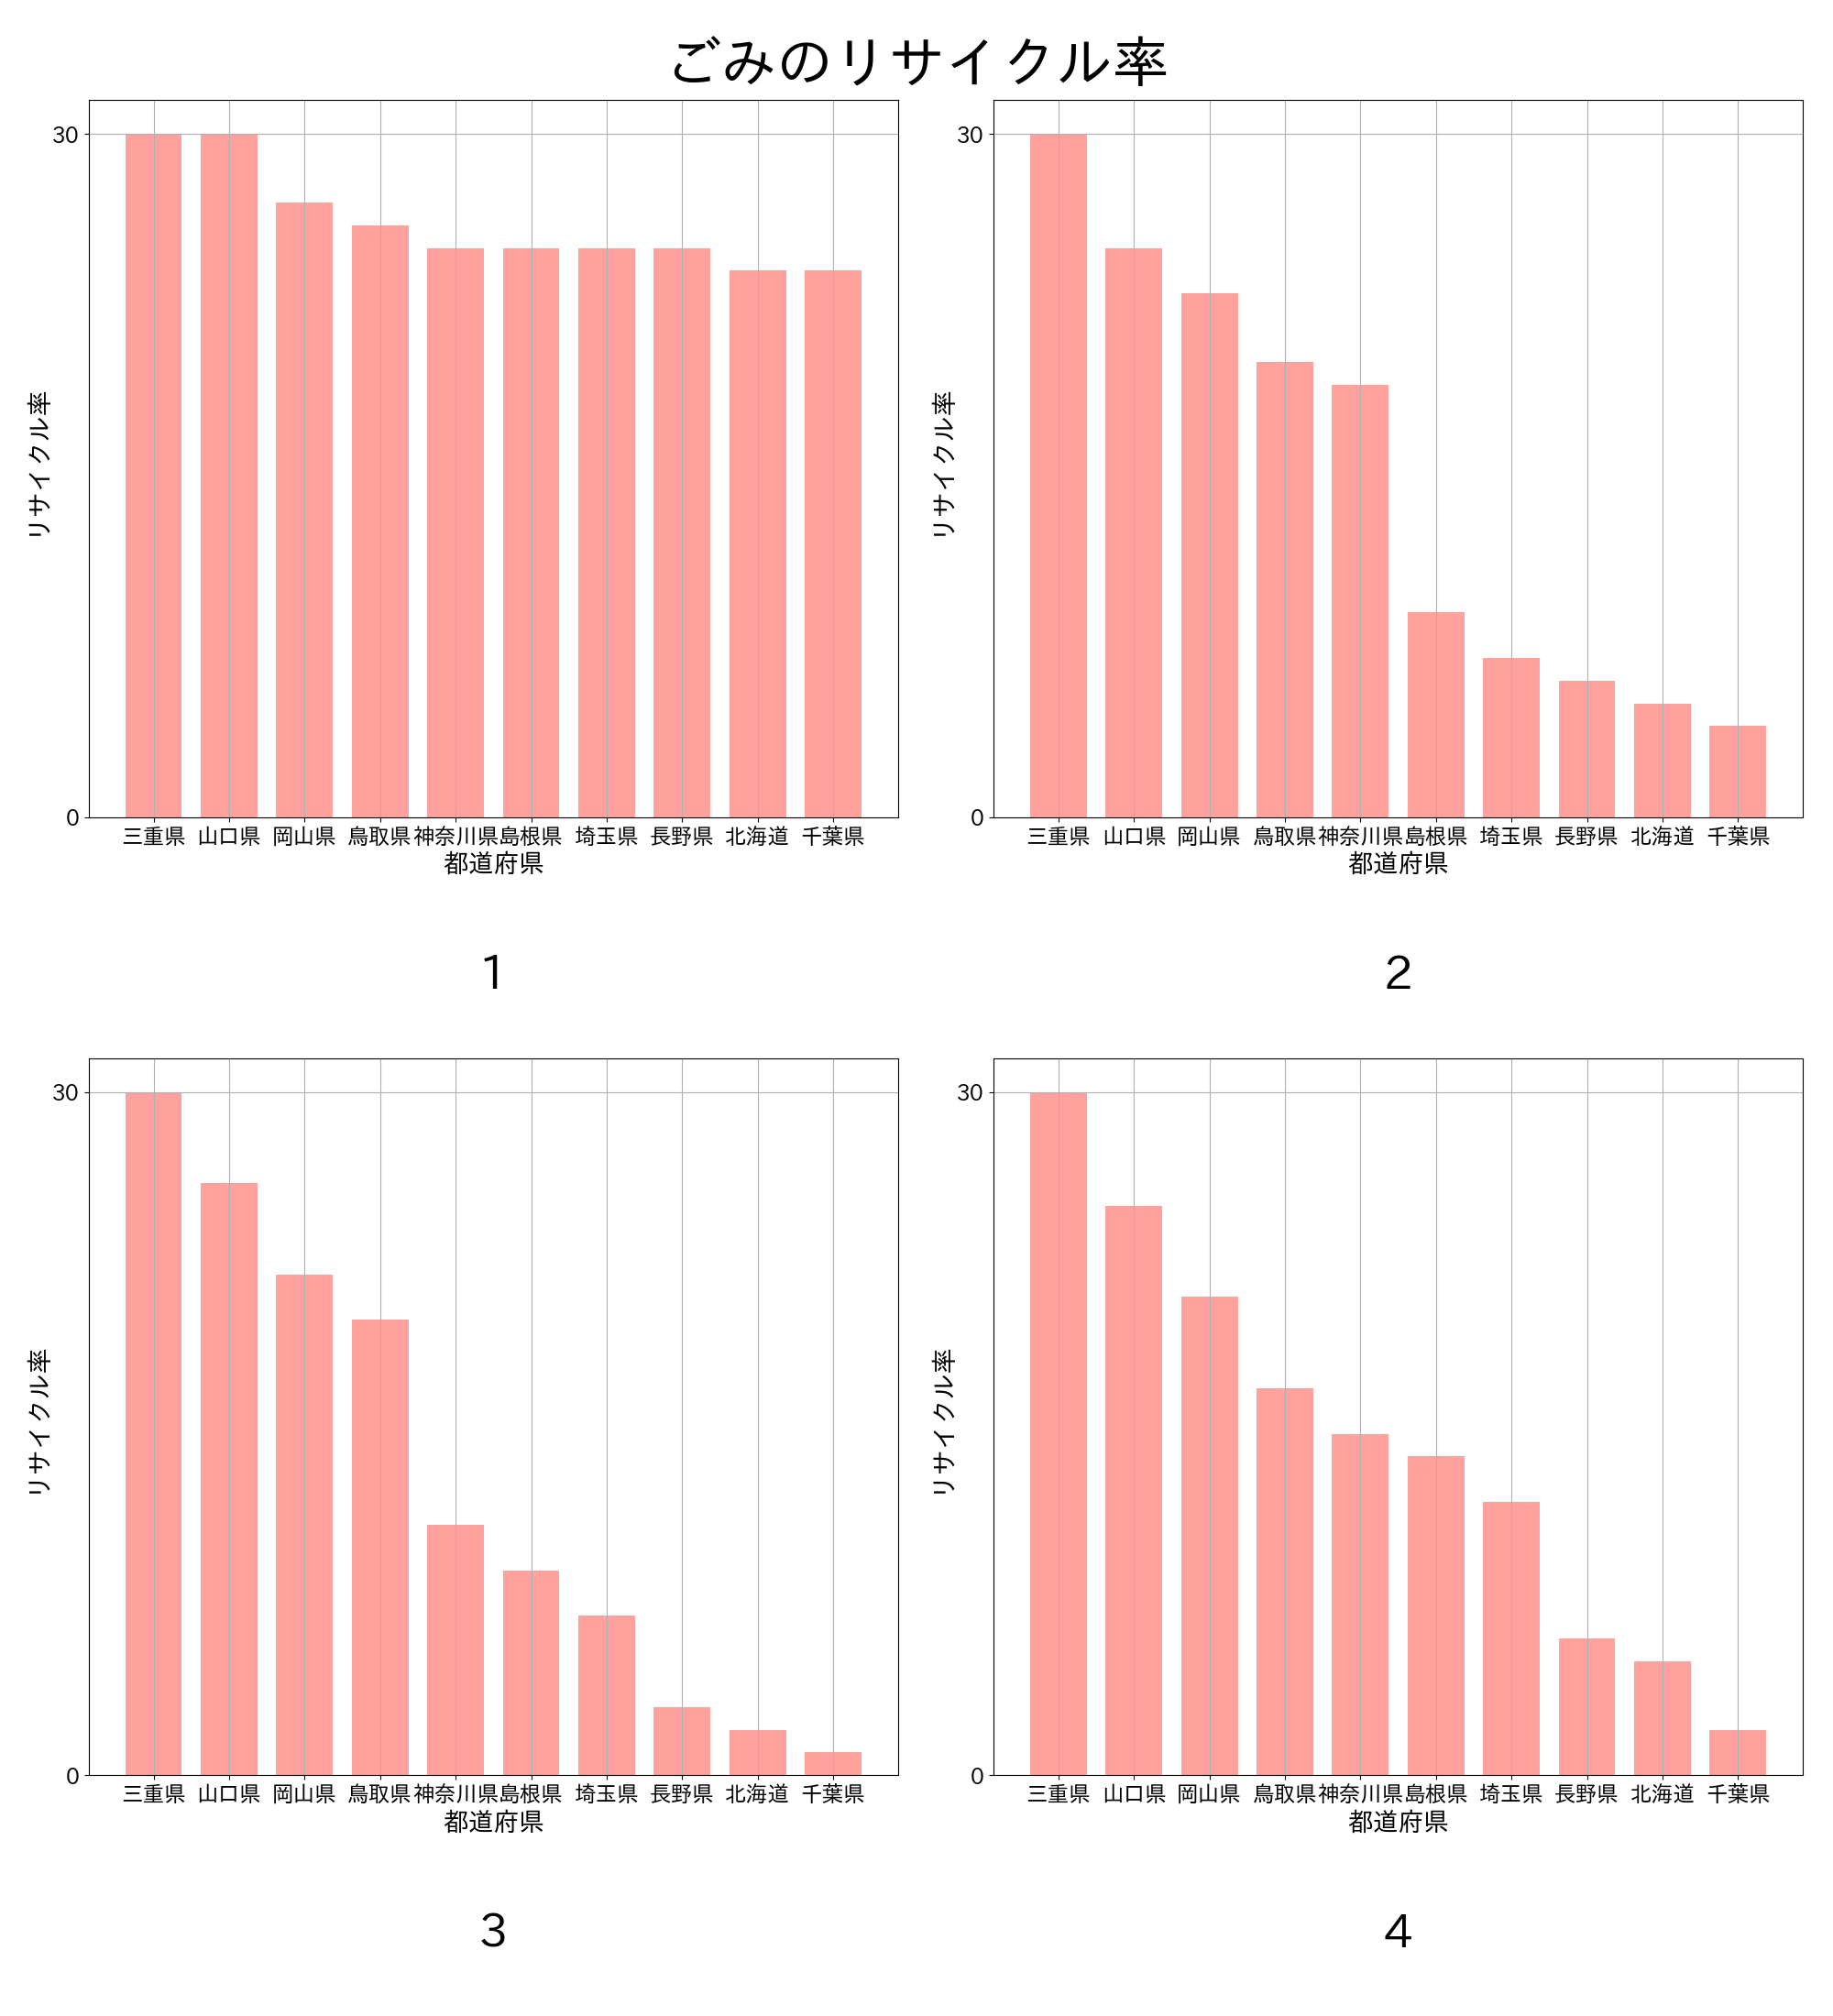 ごみのリサイクル率
30
0
リサイクル率
三重県 山口県 岡山県 鳥取県 神奈川県 島根県 埼玉県 長野県 北海道 千葉県
都道府県
1
30
0
リサイクル率
三重県 山口県 岡山県 鳥取県 神奈川県 島根県 埼玉県 長野県 北海道 千葉県
都道府県
2
30
0
リサイクル率
三重県 山口県 岡山県 鳥取県 神奈川県 島根県 埼玉県 長野県 北海道 千葉県
都道府県
3
30
0
リサイクル率
三重県 山口県 岡山県 鳥取県 神奈川県 島根県 埼玉県 長野県 北海道 千葉県
都道府県
4